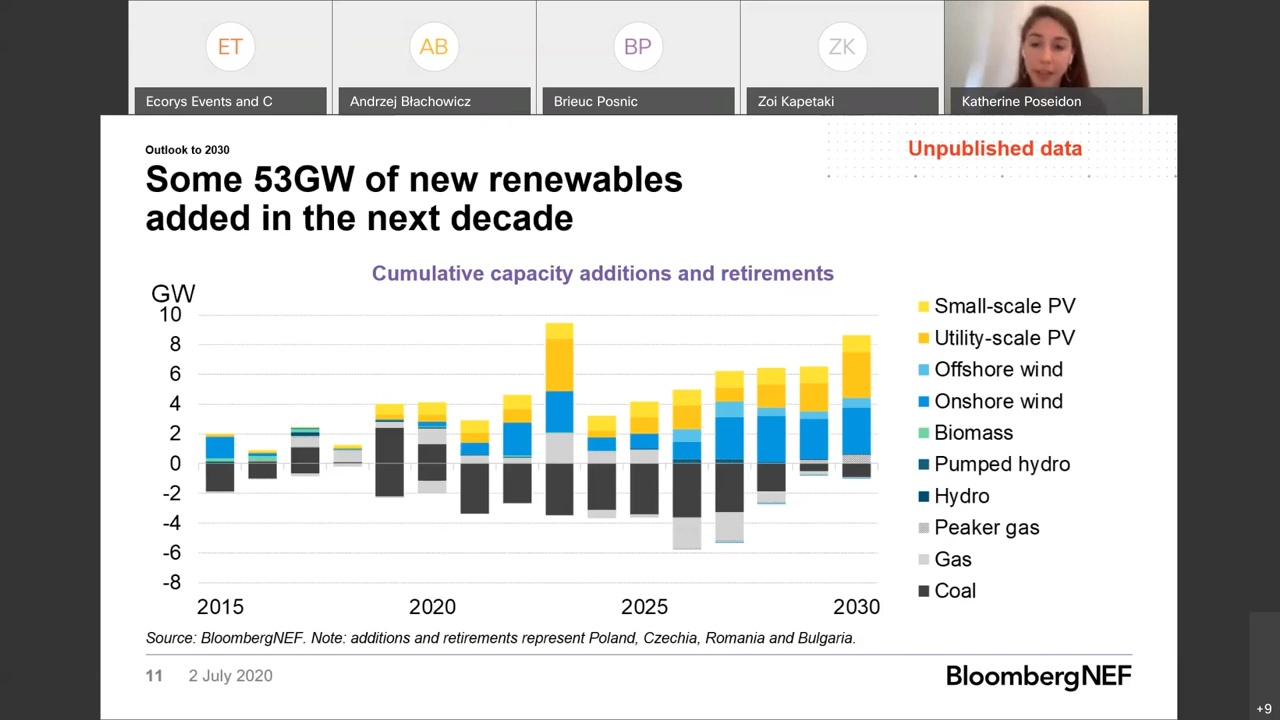 ET
AB
BP
ZK
Ecorys Events and C
Andrzej Błachowicz
Brieuc Posnic
Zoi Kapetaki
Katherine Poseidon
Outlook to 2030
Unpublished data
Some 53GW of new renewables
added in the next decade
Cumulative capacity additions and retirements
GW
10
8
6
4
2
0
-2
-4
-6
-8
2015
2020
2025
2030
Small-scale PV
Utility-scale PV
Offshore wind
Onshore wind
Biomass
Pumped hydro
Hydro
Peaker gas
Gas
Coal
Source: BloombergNEF. Note: additions and retirements represent Poland, Czechia, Romania and Bulgaria.
11 2 July 2020
BloombergNEF
+9